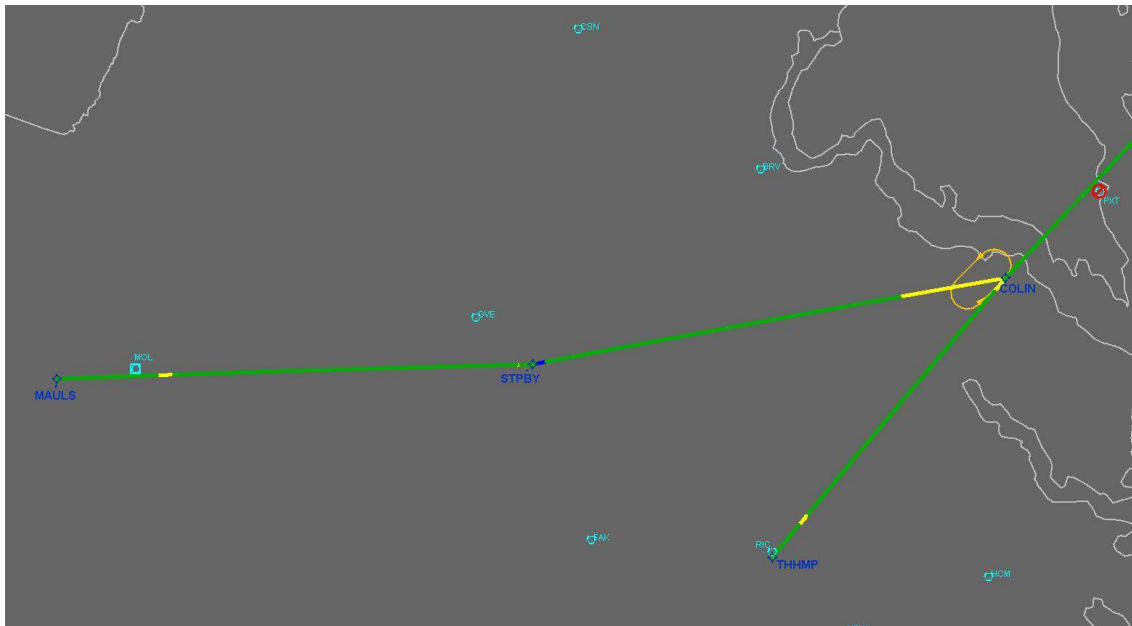 CSN
BRV
PXT
COLIN
GVE
MOL
STPBY
MAULS
FAK
RIC
THHMP
HCM